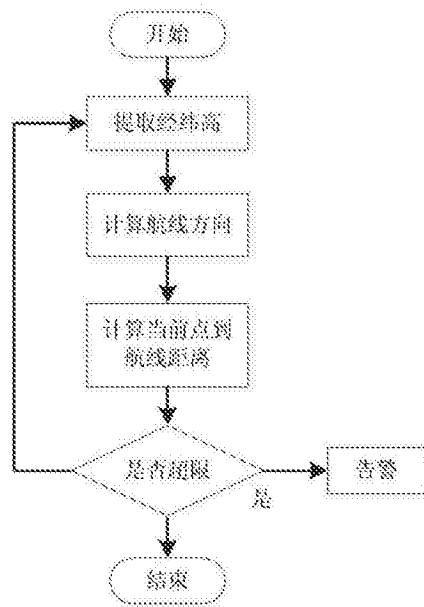 开始
提取经纬高
计算航线方向
计算当前点到
航线距离
是否超限
是
告警
结束